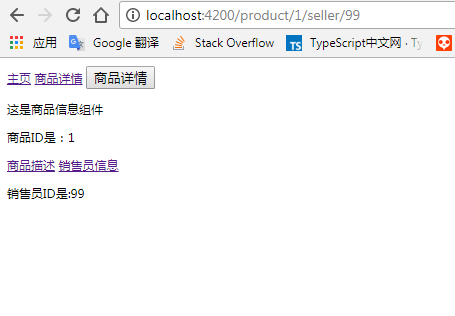 localhost:4200/product/1/seller/99
应用 Google 翻译 Stack Overflow TS TypeScript中文网 · Ty
主页 商品详情 商品详情
这是商品信息组件
商品ID是：1
商品描述 销售员信息
销售员ID是:99